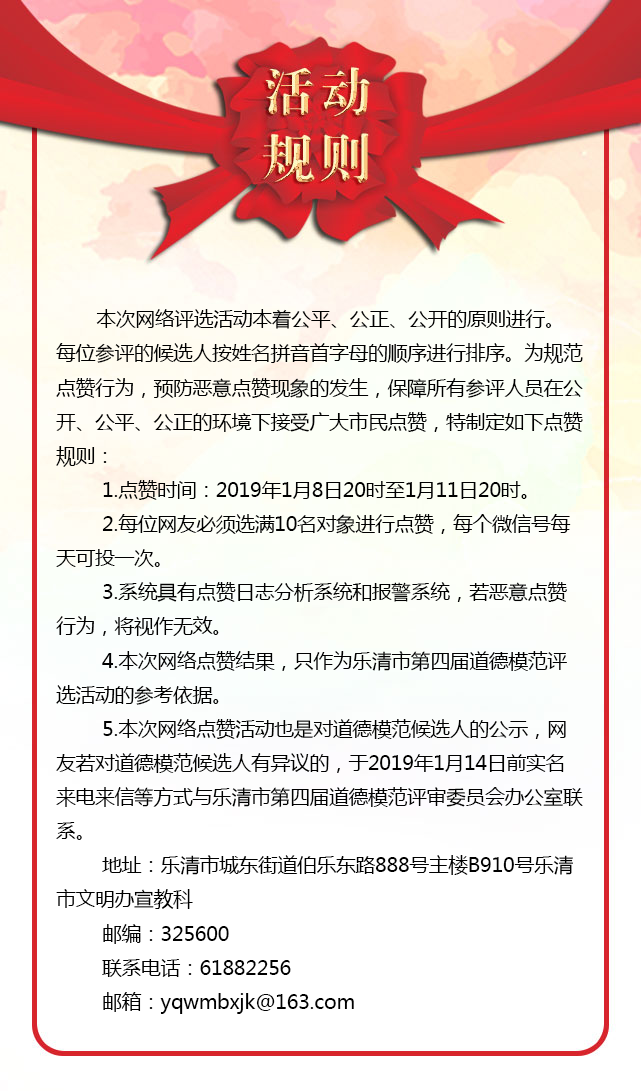 活动
规则
本次网络评选活动本着公平、公正、公开的原则进行。
每位参评的候选人按姓名拼音首字母的顺序进行排序。为规范
点赞行为，预防恶意点赞现象的发生，保障所有参评人员在公
开、公平、公正的环境下接受广大市民点赞，特制定如下点赞
规则：
1.点赞时间：2019年1月8日20时至1月11日20时。
2.每位网友必须选满10名对象进行点赞，每个微信号每
天可投一次。
3.系统具有点赞日志分析系统和报警系统，若恶意点赞
行为，将视作无效。
4.本次网络点赞结果，只作为乐清市第四届道德模范评
选活动的参考依据。
5.本次网络点赞活动也是对道德模范候选人的公示，网
友若对道德模范候选人有异议的，于2019年1月14日前实名
来电来信等方式与乐清市第四届道德模范评审委员会办公室联
系。
地址：乐清市城东街道伯乐东路888号主楼B910号乐清
市文明办宣教科
邮编：325600
联系电话：61882256
邮箱：yqwmbxjk@163.com